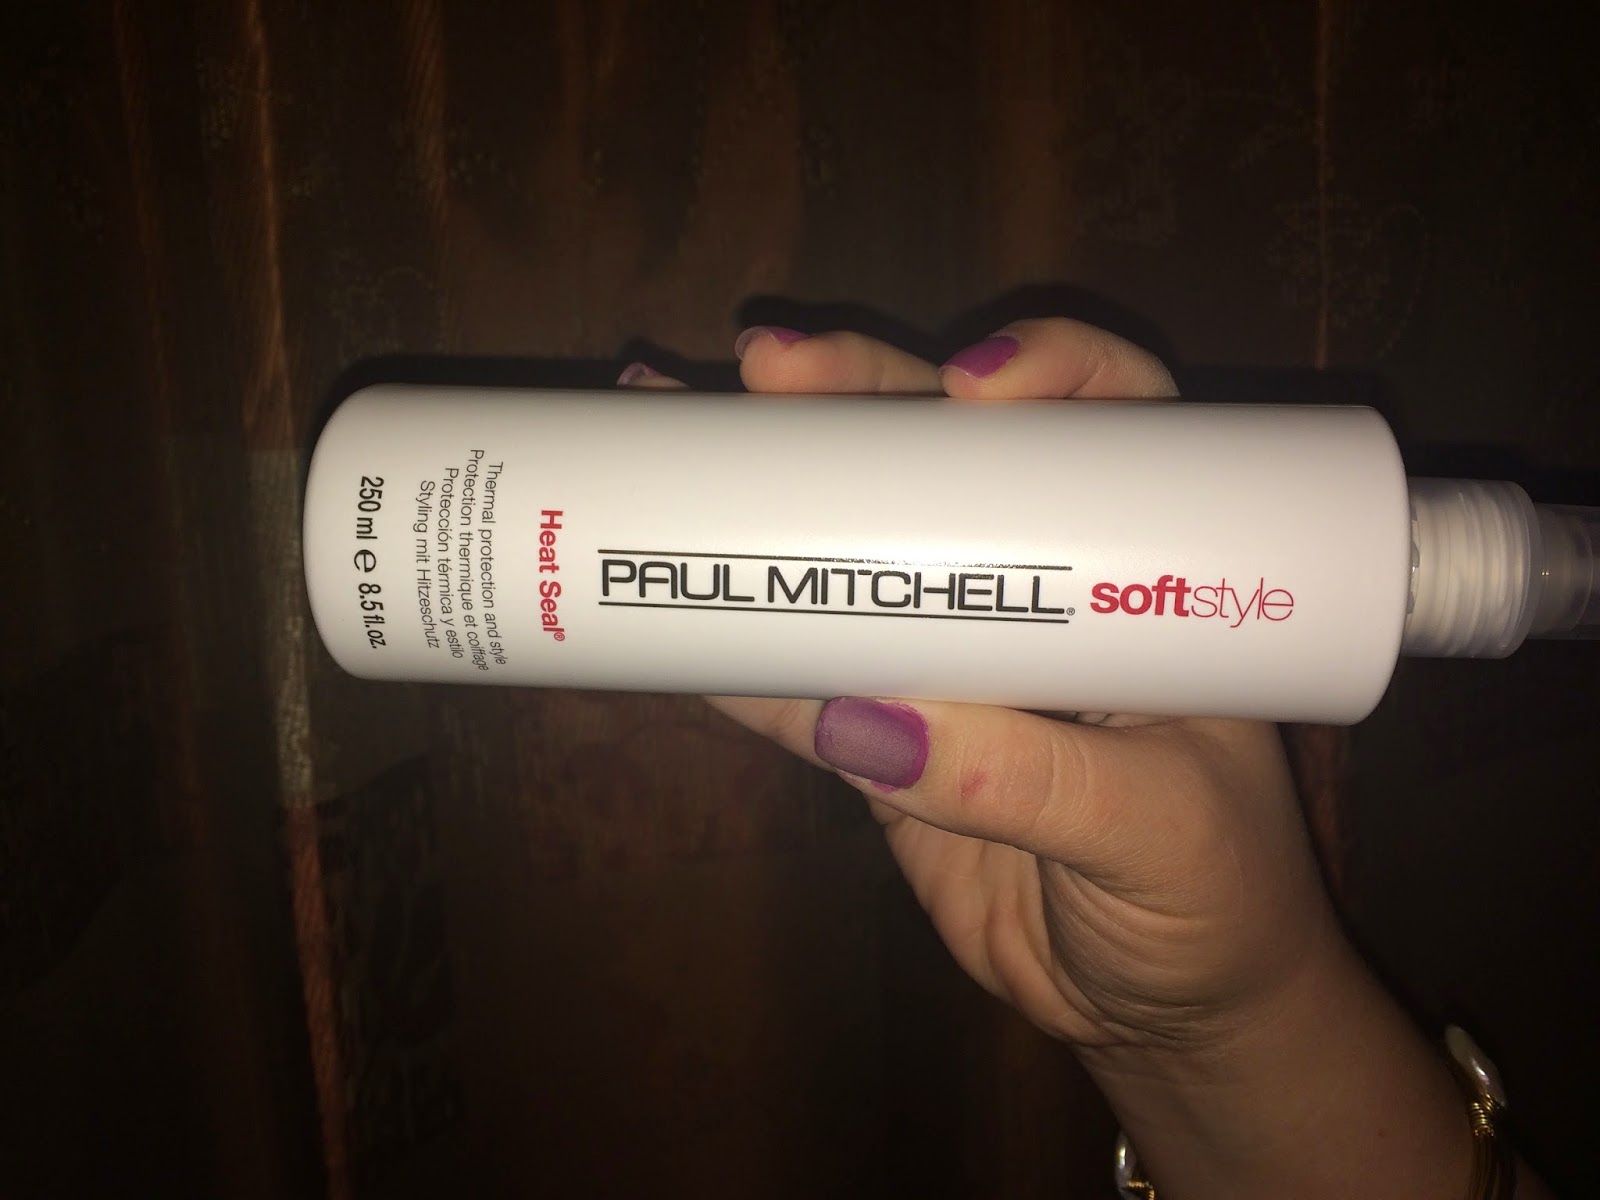 PAUL MITCHELL® softstyle
Heat Seal®
Thermal protection and style
Protection thermique et coiffage
Protección térmica y estilo
Styling mit Hitzeschutz
250 ml ℮ 8.5 fl.oz.